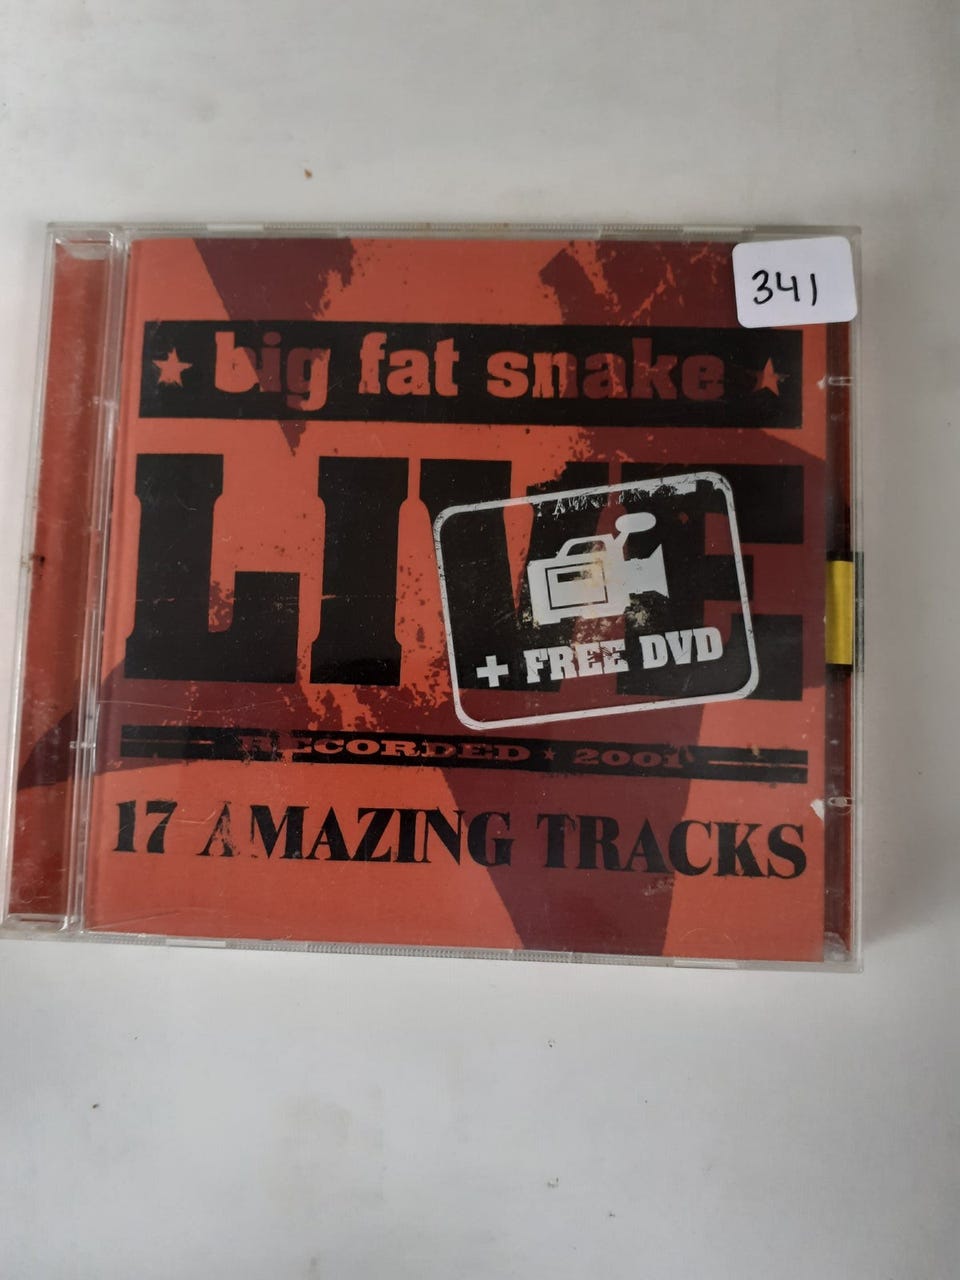 341
big fat snake
LIVE
+ FREE DVD
RECORDED ★ 2001
17 AMAZING TRACKS